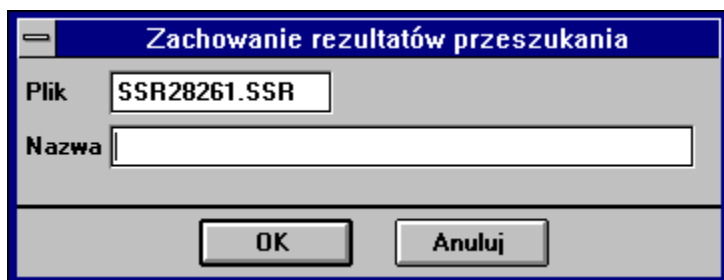 Zachowanie rezultatów przeszukania
Plik SSR28261.SSR
Nazwa
OK Anuluj